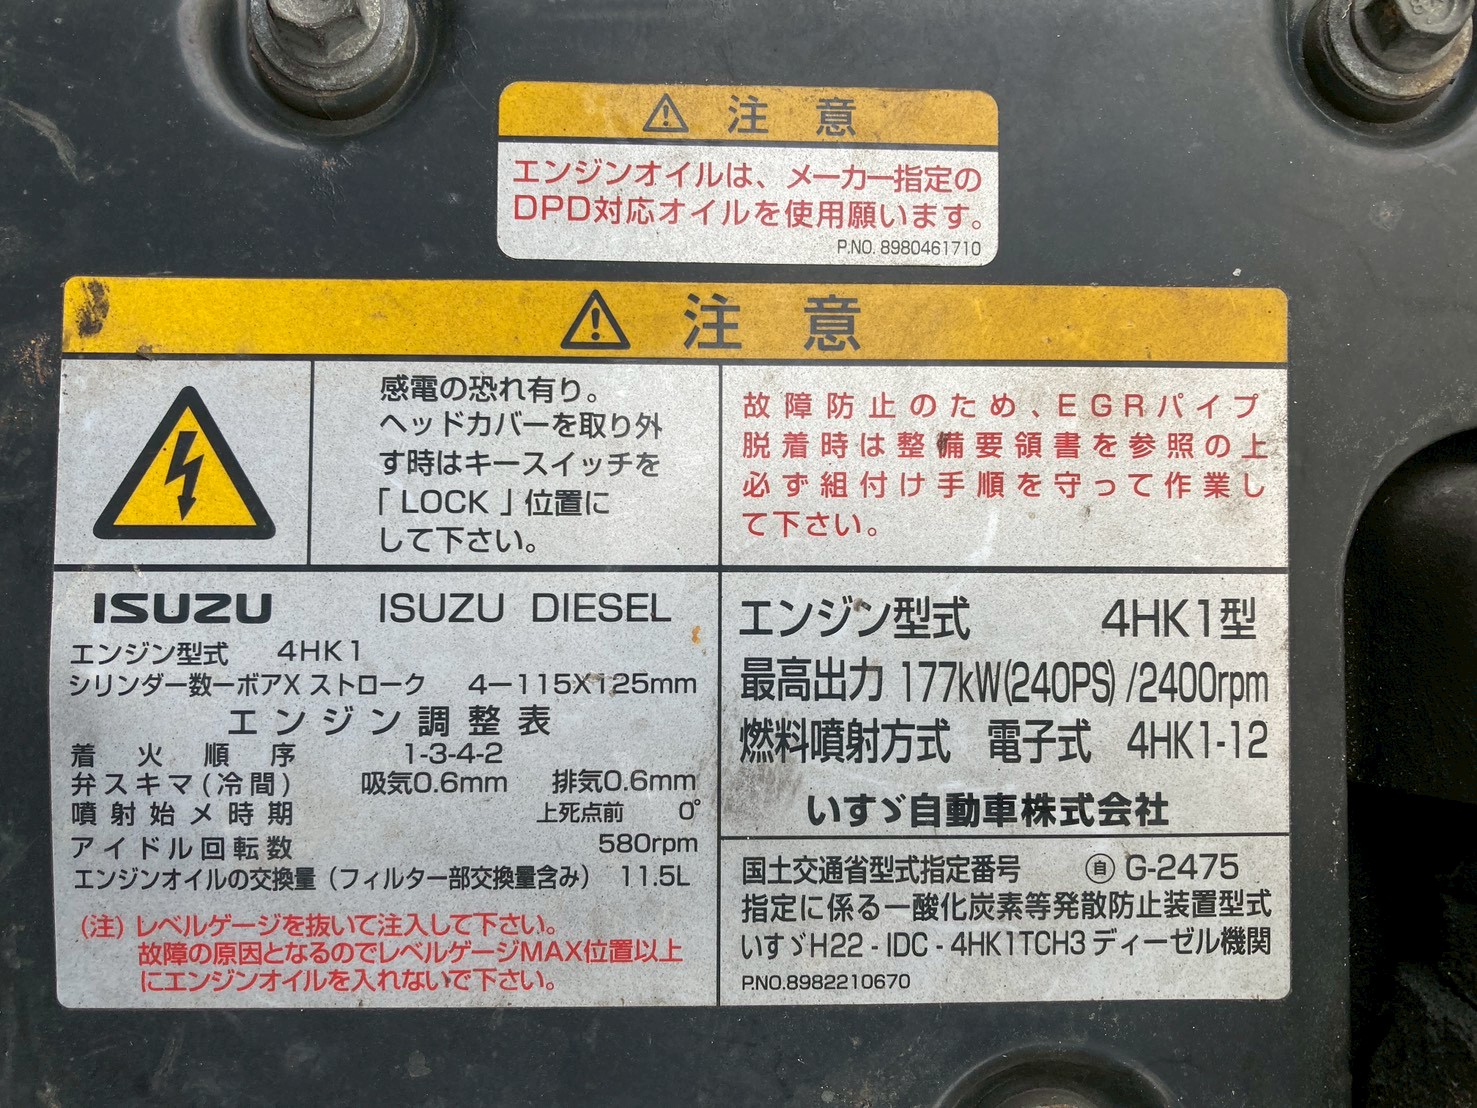 注意
エンジンオイルは、メーカー指定の
DPD対応オイルを使用願います。
P.NO. 8980461710
注意
感電の恐れ有り。
ヘッドカバーを取り外
す時はキースイッチを
「LOCK」位置に
して下さい。
故障防止のため、EGRパイプ
脱着時は整備要領書を参照の上
必ず組付け手順を守って作業し
て下さい。
ISUZU ISUZU DIESEL
エンジン型式 4HK1
シリンダー数ーボアX ストローク 4ー115X125mm
エンジン調整表
着火順序 1-3-4-2
弁スキマ(冷間) 吸気0.6mm 排気0.6mm
噴射始メ時期 上死点前 0°
アイドル回転数 580rpm
エンジンオイルの交換量(フィルター部交換量含み) 11.5L
(注) レベルゲージを抜いて注入して下さい。
故障の原因となるのでレベルゲージMAX位置以上
にエンジンオイルを入れないで下さい。
エンジン型式 4HK1型
最高出力 177kW(240PS) /2400rpm
燃料噴射方式 電子式 4HK1-12
いすゞ自動車株式会社
国土交通省型式指定番号 ㊂自 G-2475
指定に係る一酸化炭素等発散防止装置型式
いすゞH22 - IDC - 4HK1TCH3 ディーゼル機関
P.NO.8982210670